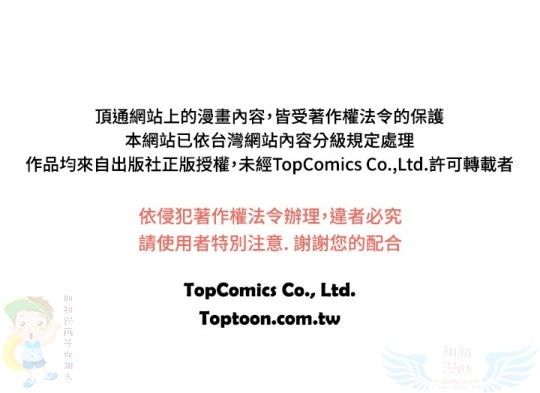 頂通網站上的漫畫內容，皆受著作權法令的保護
本網站已依台灣網站內容分級規定處理
作品均來自出版社正版授權，未經TopComics Co.,Ltd.許可轉載者
依侵犯著作權法令辦理，違者必究
請使用者特別注意. 謝謝您的配合
TopComics Co., Ltd.
Toptoon.com.tw